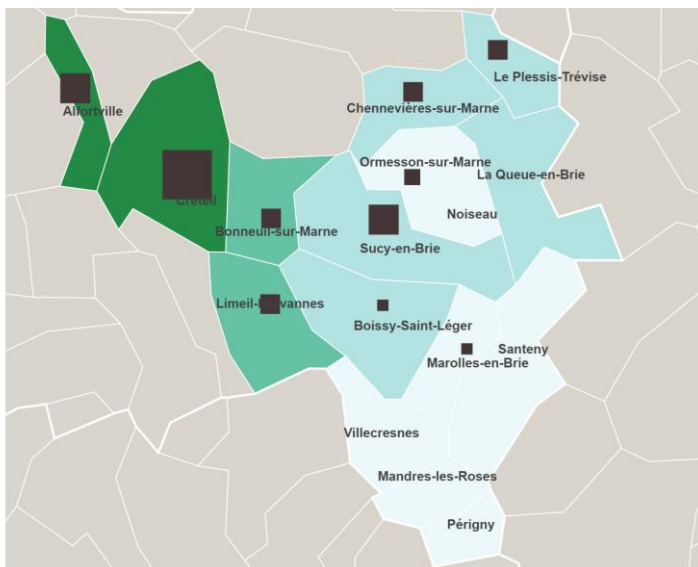 Le Plessis-Trévise
Alfortville
Chennevières-sur-Marne
Ormesson-sur-Marne
La Queue-en-Brie
Créteil
Noiseau
Bonneuil-sur-Marne
Sucy-en-Brie
Limeil-Brévannes
Boissy-Saint-Léger
Santeny
Marolles-en-Brie
Villecresnes
Mandres-les-Roses
Périgny